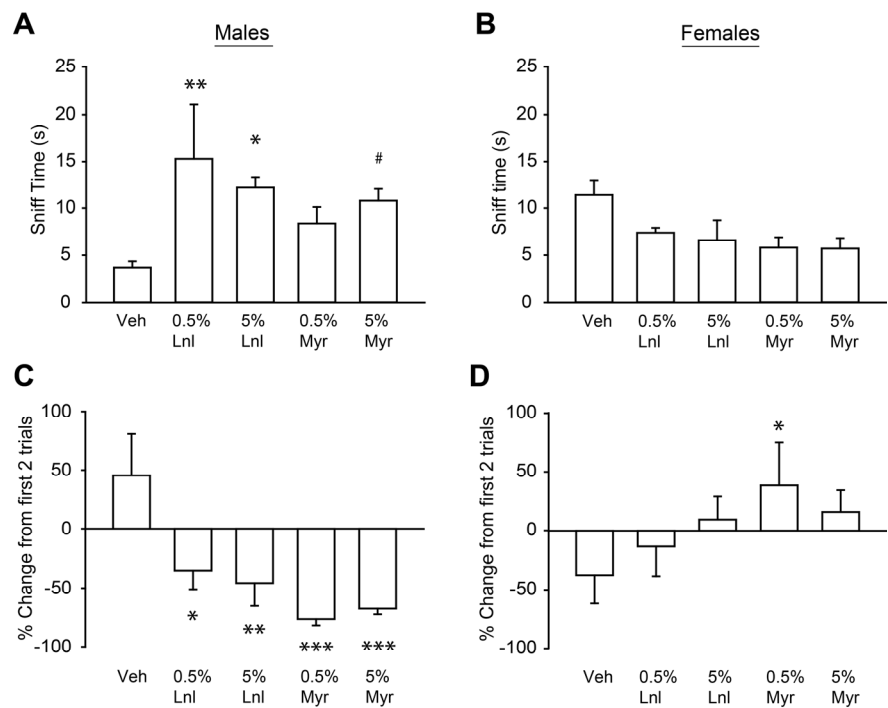 A
Males
Sniff Time (s)
25
20
15
10
5
0
**
*
#
Veh
0.5% Lnl
5% Lnl
0.5% Myr
5% Myr
B
Females
Sniff time (s)
25
20
15
10
5
0
Veh
0.5% Lnl
5% Lnl
0.5% Myr
5% Myr
C
% Change from first 2 trials
100
50
0
-50
-100
*
**
***
***
Veh
0.5% Lnl
5% Lnl
0.5% Myr
5% Myr
D
% Change from first 2 trials
100
50
0
-50
-100
*
Veh
0.5% Lnl
5% Lnl
0.5% Myr
5% Myr